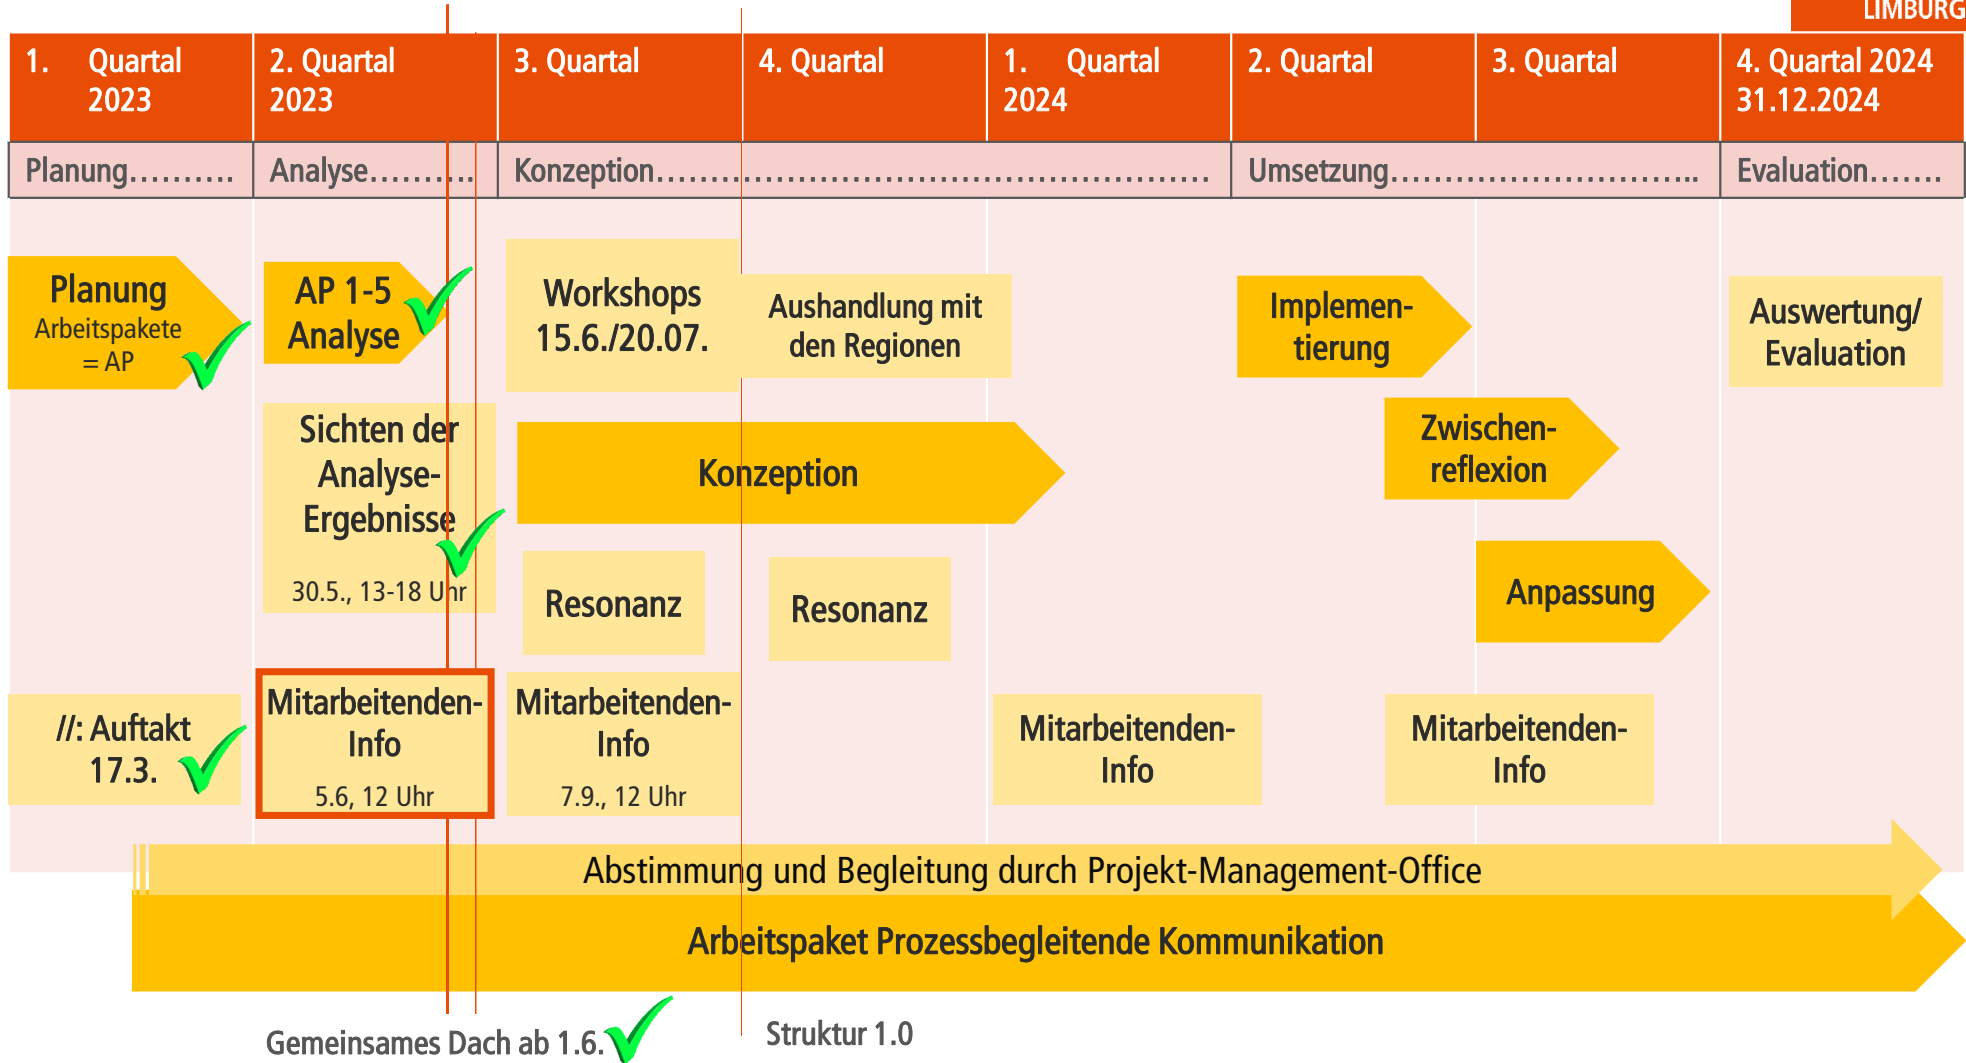 LIMBURG
1. Quartal
2023
2. Quartal
2023
3. Quartal
4. Quartal
1. Quartal
2024
2. Quartal
3. Quartal
4. Quartal 2024
31.12.2024
Planung..........
Analyse..........
Konzeption....................................................
Umsetzung.............................
Evaluation.......
Planung
Arbeitspakete
= AP
AP 1-5
Analyse
Workshops
15.6./20.07.
Aushandlung mit
den Regionen
Implemen-
tierung
Auswertung/
Evaluation
Sichten der
Analyse-
Ergebnisse
30.5., 13-18 Uhr
Konzeption
Zwischen-
reflexion
Resonanz
Resonanz
Anpassung
//: Auftakt
17.3.
Mitarbeitenden-
Info
5.6, 12 Uhr
Mitarbeitenden-
Info
7.9., 12 Uhr
Mitarbeitenden-
Info
Mitarbeitenden-
Info
Abstimmung und Begleitung durch Projekt-Management-Office
Arbeitspaket Prozessbegleitende Kommunikation
Gemeinsames Dach ab 1.6.
Struktur 1.0